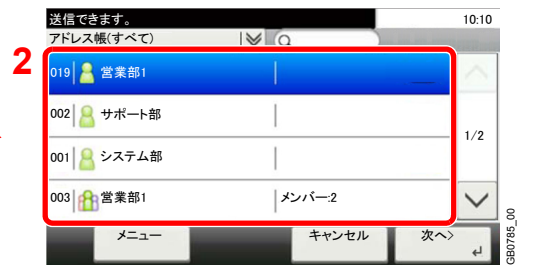 送信できます。 10:10
アドレス帳(すべて)
2
019 営業部1
002 サポート部
1/2
001 システム部
003 営業部1 メンバー:2
メニュー キャンセル 次へ>
GB0785_00